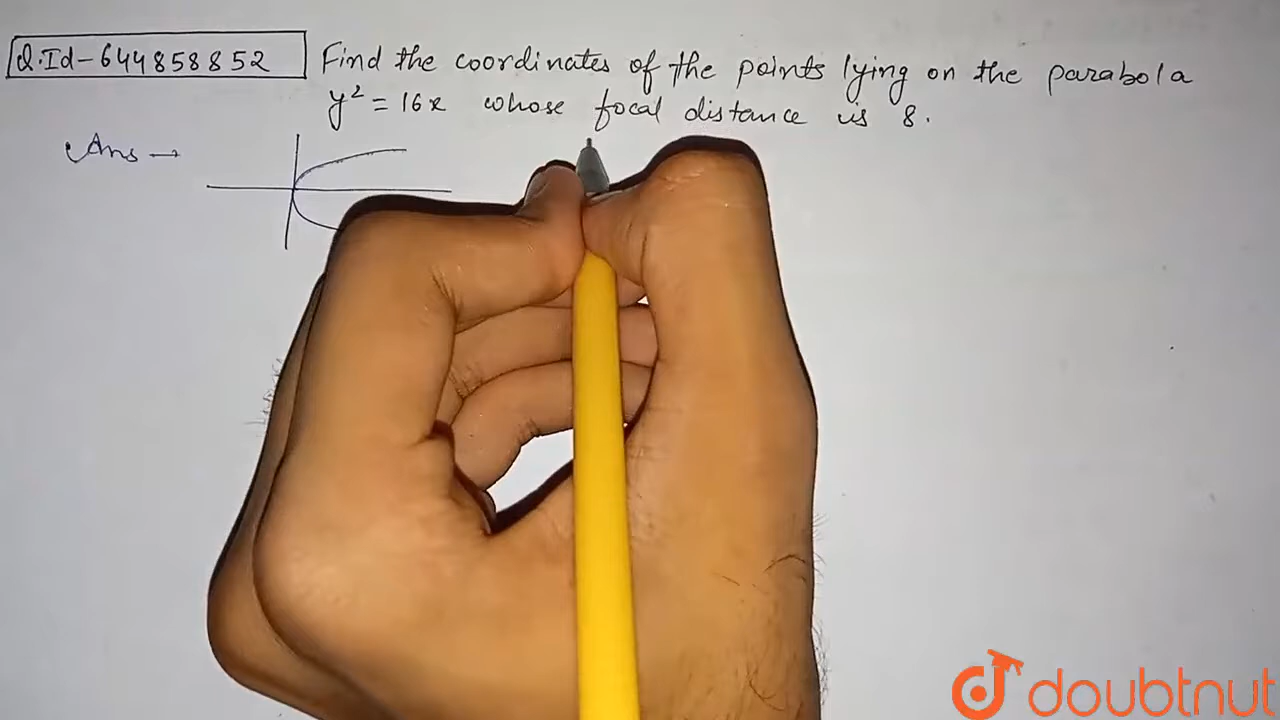 Q.Id-644858852 Find the coordinates of the points lying on the parabola
y² = 16x whose focal distance is 8.
Ans →
doubtnut